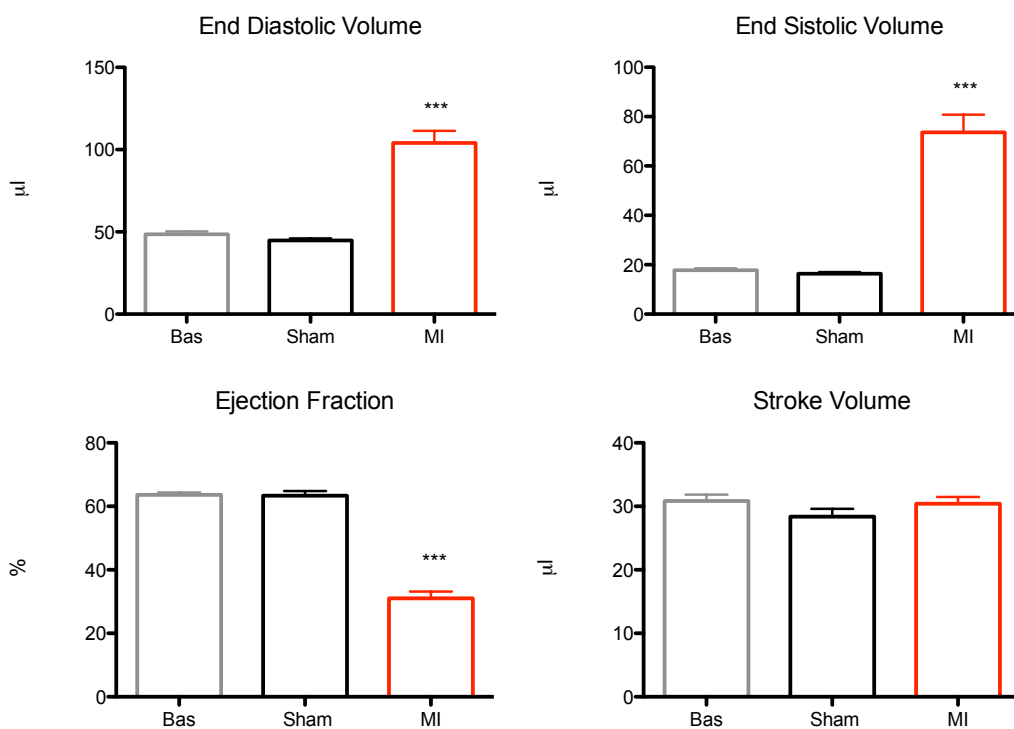 End Diastolic Volume
150
100
50
0
µl
***
Bas Sham MI
End Sistolic Volume
100
80
60
40
20
0
µl
***
Bas Sham MI
Ejection Fraction
80
60
40
20
0
%
***
Bas Sham MI
Stroke Volume
40
30
20
10
0
µl
Bas Sham MI